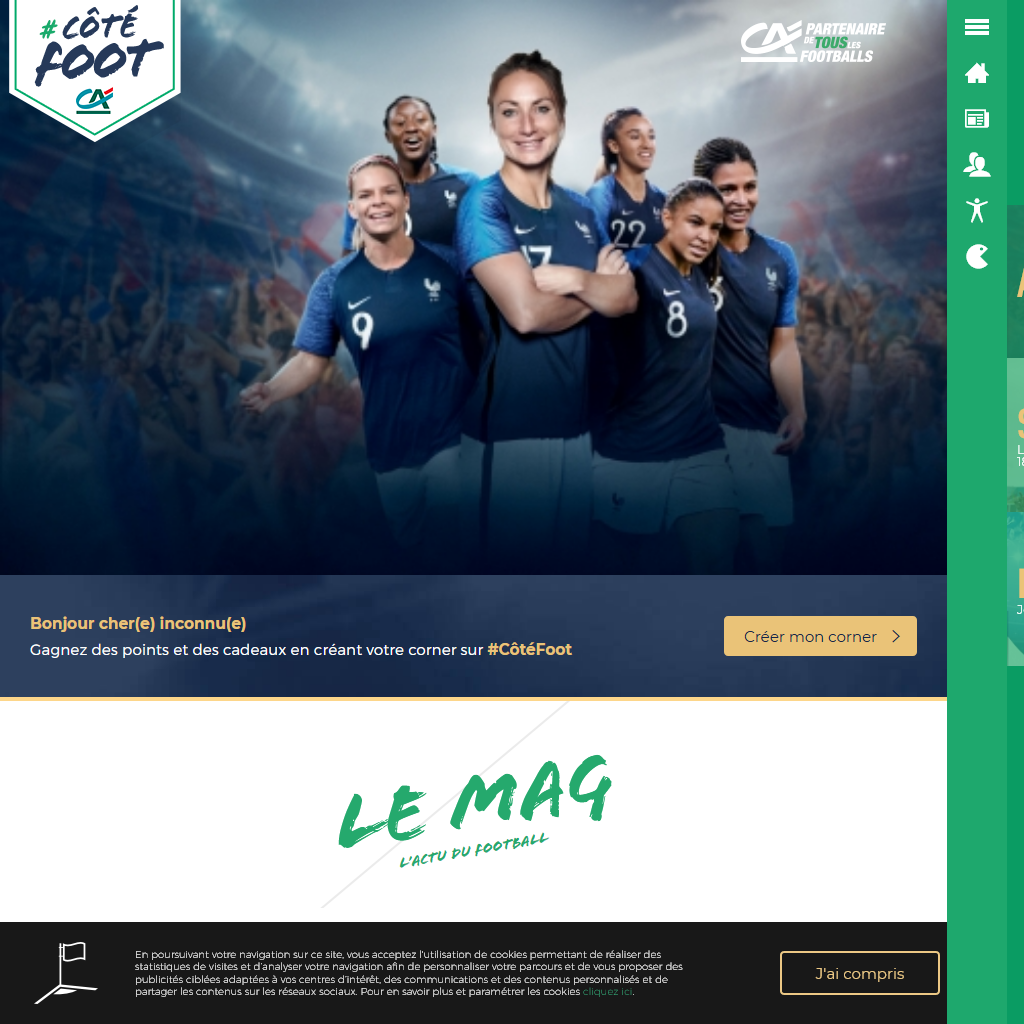 #CÔTÉ
FOOT
CA
CA PARTENAIRE
DE TOUS LES
FOOTBALLS
22
9
8
Bonjour cher(e) inconnu(e)
Gagnez des points et des cadeaux en créant votre corner sur #CôtéFoot
Créer mon corner
LE MAG
L'ACTU DU FOOTBALL
En poursuivant votre navigation sur ce site, vous acceptez l'utilisation de cookies permettant de réaliser des
statistiques de visites et d'analyser votre navigation afin de personnaliser votre parcours et de vous proposer des
publicités ciblées adaptées à vos centres d'intérêt, des communications et des contenus personnalisés et de
partager les contenus sur les réseaux sociaux. Pour en savoir plus et paramétrer les cookies cliquez ici.
J'ai compris